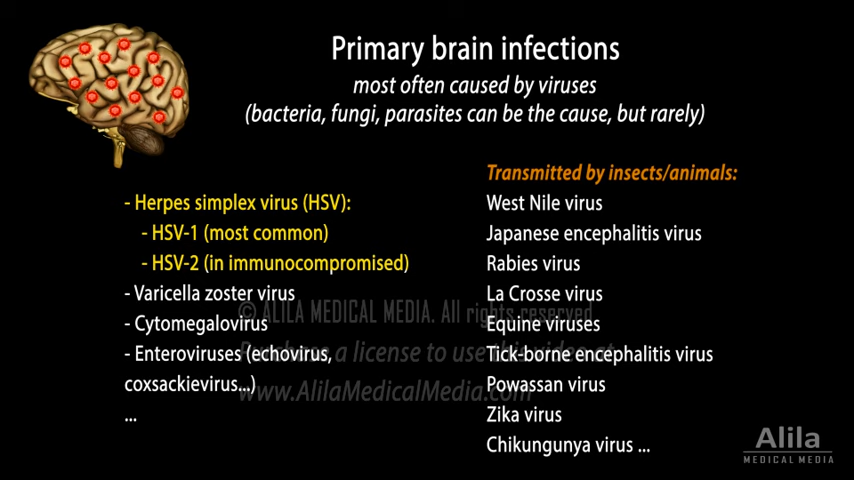 Primary brain infections
most often caused by viruses
(bacteria, fungi, parasites can be the cause, but rarely)
- Herpes simplex virus (HSV):
- HSV-1 (most common)
- HSV-2 (in immunocompromised)
- Varicella zoster virus
- Cytomegalovirus
- Enteroviruses (echovirus,
coxsackievirus...)
...
Transmitted by insects/animals:
West Nile virus
Japanese encephalitis virus
Rabies virus
La Crosse virus
Equine viruses
Tick-borne encephalitis virus
Powassan virus
Zika virus
Chikungunya virus ...
© ALILA MEDICAL MEDIA. All rights reserved
Purchase a license to use this video at
www.AlilaMedicalMedia.com
Alila
MEDICAL MEDIA